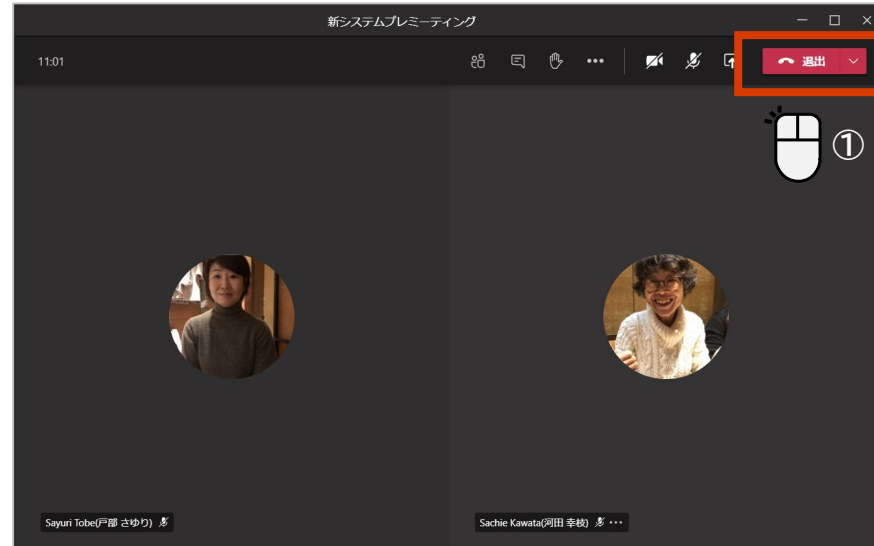 新システムプレミーティング
11:01
退出
①
Sayuri Tobe(戸部 さゆり)
Sachie Kawata(河田 幸枝)